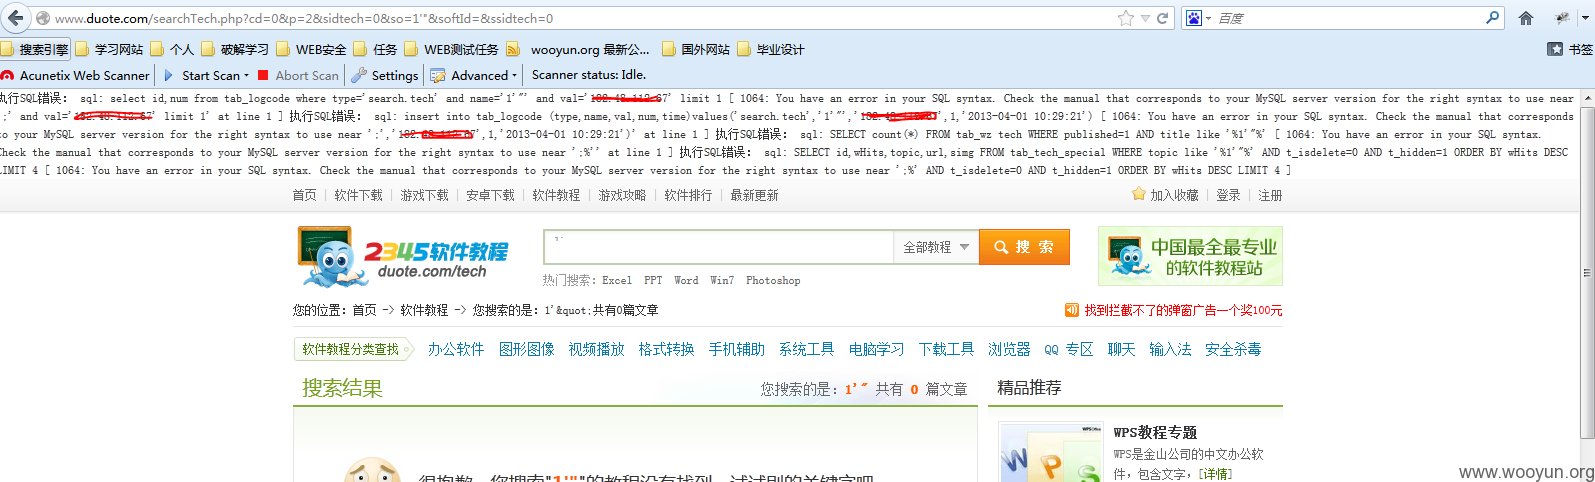 www.duote.com/searchTech.php?cd=0&p=2&sidtech=0&so=1'"&softId=&ssidtech=0
百度
搜索引擎 学习网站 个人 破解学习 WEB安全 任务 WEB测试任务 wooyun.org 最新公... 国外网站 毕业设计 书签
Acunetix Web Scanner Start Scan Abort Scan Settings Advanced Scanner status: Idle.
执行SQL错误: sql: select id,num from tab_logcode where type='search.tech' and name='1'"' and val=' ' limit 1 [ 1064: You have an error in your SQL syntax. Check the manual that corresponds to your MySQL server version for the right syntax to use near
;' and val=' ' limit 1' at line 1 ] 执行SQL错误: sql: insert into tab_logcode (type,name,val,num,time)values('search.tech','1'"',' ',1,'2013-04-01 10:29:21') [ 1064: You have an error in your SQL syntax. Check the manual that corresponds
to your MySQL server version for the right syntax to use near ';',' ',1,'2013-04-01 10:29:21')' at line 1 ] 执行SQL错误: sql: SELECT count(*) FROM tab_wz tech WHERE published=1 AND title like '%1'"%' [ 1064: You have an error in your SQL syntax.
Check the manual that corresponds to your MySQL server version for the right syntax to use near ';%'' at line 1 ] 执行SQL错误: sql: SELECT id,wHits,topic,url,simg FROM tab_tech_special WHERE topic like '%1'"%' AND t_isdelete=0 AND t_hidden=1 ORDER BY wHits DESC
LIMIT 4 [ 1064: You have an error in your SQL syntax. Check the manual that corresponds to your MySQL server version for the right syntax to use near ';%' AND t_isdelete=0 AND t_hidden=1 ORDER BY wHits DESC LIMIT 4 ]
首页 软件下载 游戏下载 安卓下载 软件教程 游戏攻略 软件排行 最新更新 加入收藏 登录 注册
2345软件教程
duote.com/tech
1'
全部教程
搜 索
中国最全最专业
的软件教程站
热门搜索: Excel PPT Word Win7 Photoshop
您的位置: 首页 -> 软件教程 -> 您搜索的是: 1'&quot;共有0篇文章
找到拦截不了的弹窗广告一个奖100元
软件教程分类查找 办公软件 图形图像 视频播放 格式转换 手机辅助 系统工具 电脑学习 下载工具 浏览器 QQ 专区 聊天 输入法 安全杀毒
搜索结果
您搜索的是: 1'" 共有 0 篇文章
精品推荐
WPS教程专题
WPS是金山公司的中文办公软
件, 包含文字, [详情]
很抱歉, 您搜索"1'""的教程没有找到, 试试别的关键字吧
www.wooyun.org